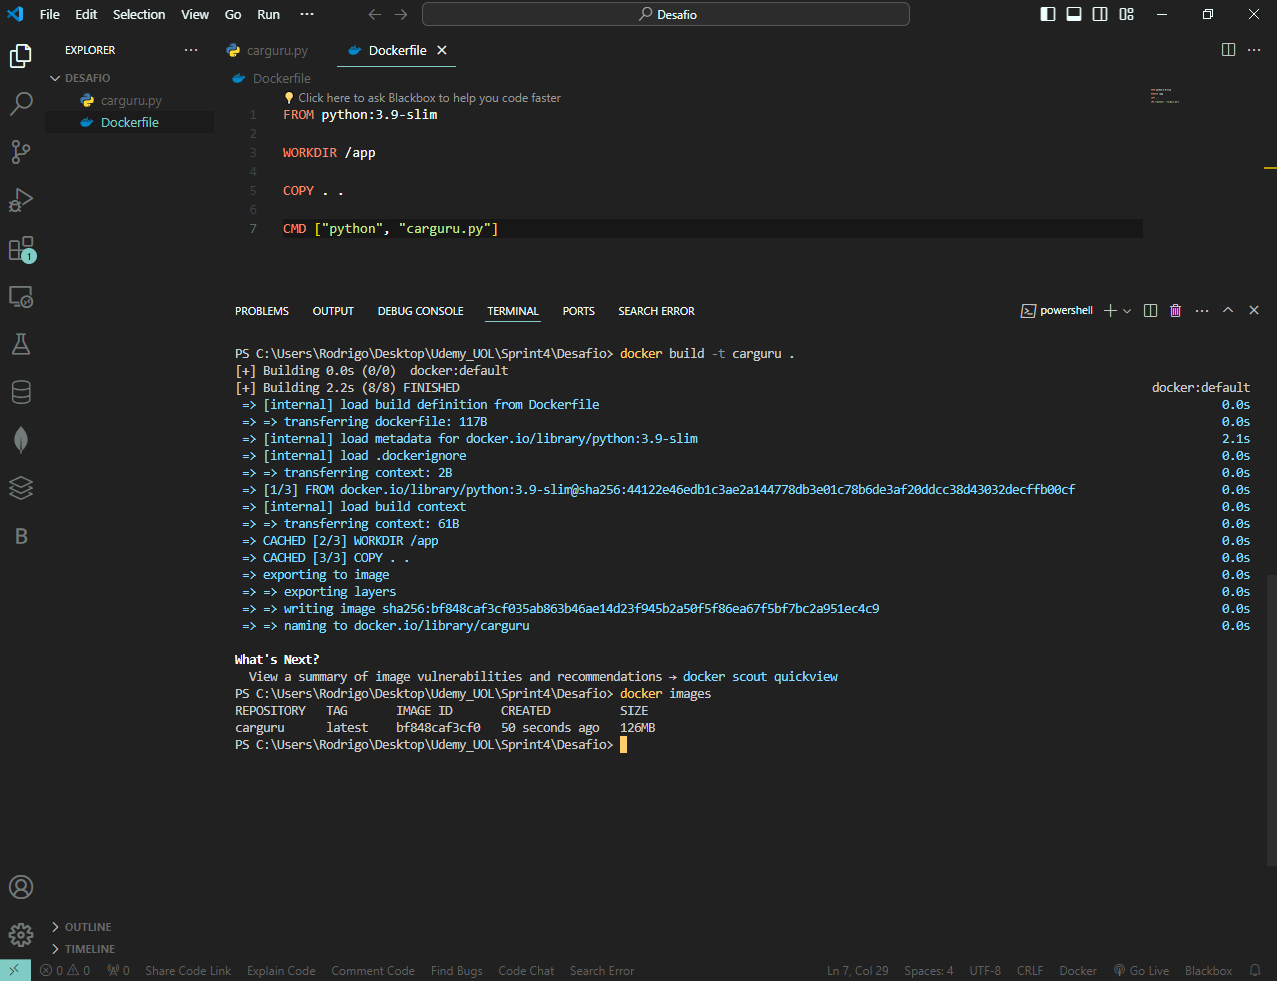 File Edit Selection View Go Run ··· Desafio
EXPLORER ···
DESAFIO
carguru.py
Dockerfile
carguru.py Dockerfile
Dockerfile
Click here to ask Blackbox to help you code faster
1 FROM python:3.9-slim
2
3 WORKDIR /app
4
5 COPY . .
6
7 CMD ["python", "carguru.py"]
1
B
PROBLEMS OUTPUT DEBUG CONSOLE TERMINAL PORTS SEARCH ERROR powershell
PS C:\Users\Rodrigo\Desktop\Udemy_UOL\Sprint4\Desafio> docker build -t carguru .
[+] Building 0.0s (0/0) docker:default
[+] Building 2.2s (8/8) FINISHED docker:default
=> [internal] load build definition from Dockerfile 0.0s
=> => transferring dockerfile: 117B 0.0s
=> [internal] load metadata for docker.io/library/python:3.9-slim 2.1s
=> [internal] load .dockerignore 0.0s
=> => transferring context: 2B 0.0s
=> [1/3] FROM docker.io/library/python:3.9-slim@sha256:44122e46edb1c3ae2a144778db3e01c78b6de3af20ddcc38d43032decffb00cf 0.0s
=> [internal] load build context 0.0s
=> => transferring context: 61B 0.0s
=> CACHED [2/3] WORKDIR /app 0.0s
=> CACHED [3/3] COPY . . 0.0s
=> exporting to image 0.0s
=> => exporting layers 0.0s
=> => writing image sha256:bf848caf3cf035ab863b46ae14d23f945b2a50f5f86ea67f5bf7bc2a951ec4c9 0.0s
=> => naming to docker.io/library/carguru 0.0s
What's Next?
View a summary of image vulnerabilities and recommendations → docker scout quickview
PS C:\Users\Rodrigo\Desktop\Udemy_UOL\Sprint4\Desafio> docker images
REPOSITORY TAG IMAGE ID CREATED SIZE
carguru latest bf848caf3cf0 50 seconds ago 126MB
PS C:\Users\Rodrigo\Desktop\Udemy_UOL\Sprint4\Desafio>
OUTLINE
TIMELINE
0 0 0 Share Code Link Explain Code Comment Code Find Bugs Code Chat Search Error Ln 7, Col 29 Spaces: 4 UTF-8 CRLF Docker Go Live Blackbox